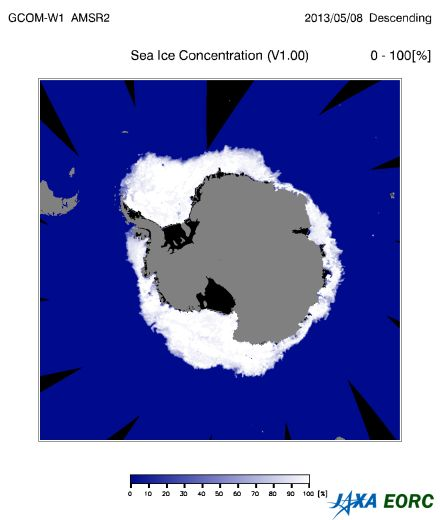 GCOM-W1 AMSR2 2013/05/08 Descending
Sea Ice Concentration (V1.00) 0 - 100[%]
0 10 20 30 40 50 60 70 80 90 100 [%]
JAXA EORC